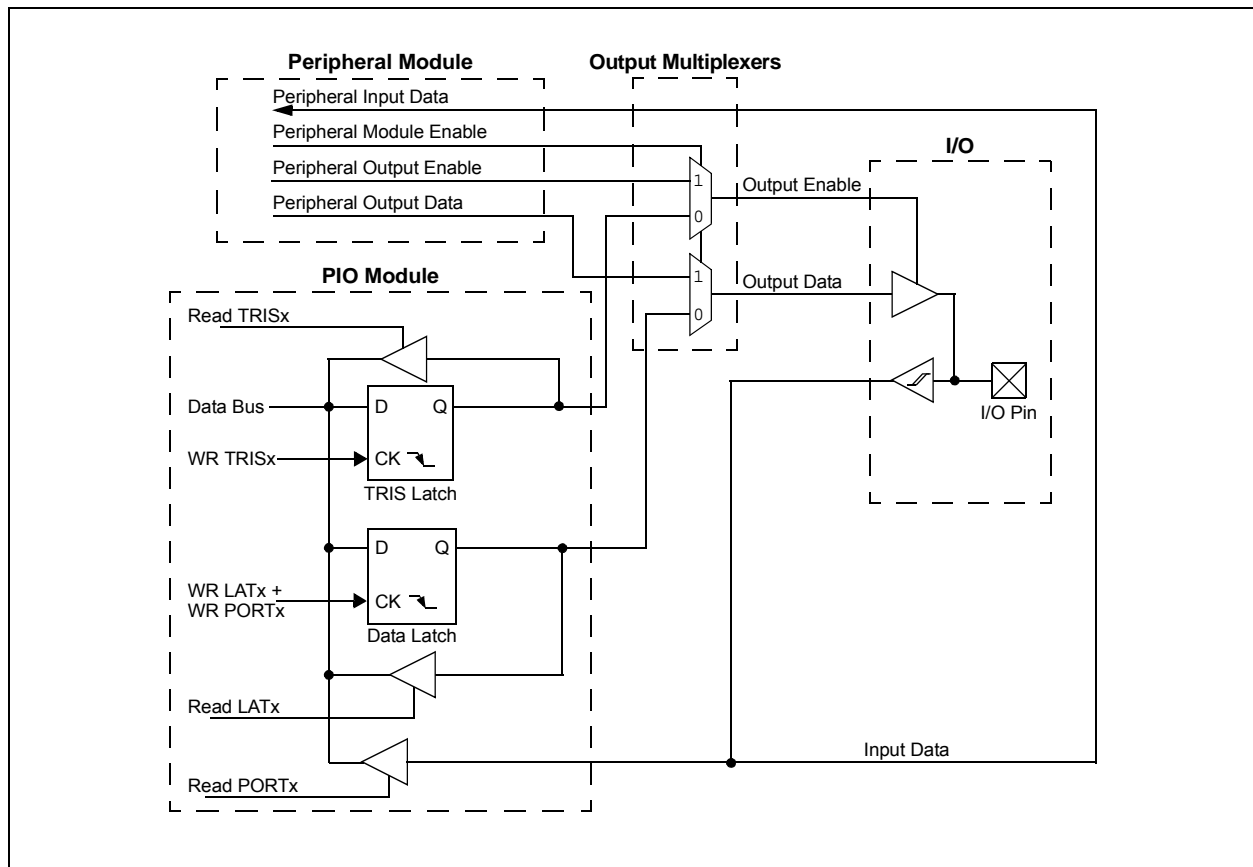 Peripheral Module
Output Multiplexers
Peripheral Input Data
Peripheral Module Enable
Peripheral Output Enable
Peripheral Output Data
1
0
1
0
Output Enable
Output Data
I/O
I/O Pin
PIO Module
Read TRISx
Data Bus
D
Q
WR TRISx
CK
TRIS Latch
D
Q
WR LATx +
WR PORTx
CK
Data Latch
Read LATx
Read PORTx
Input Data